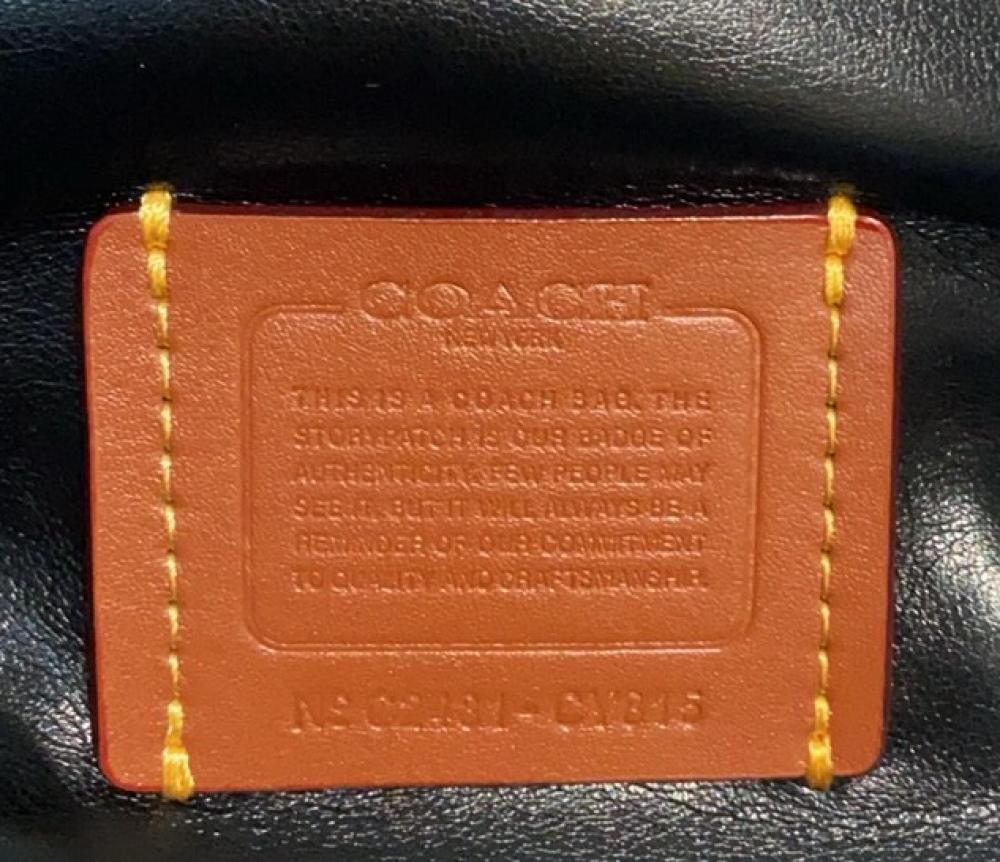 COACH
NEW YORK
THIS IS A COACH BAG. THE
STORYPATCH IS OUR BADGE OF
AUTHENTICITY. FEW PEOPLE MAY
SEE IT, BUT IT WILL ALWAYS BE A
REMINDER OF OUR COMMITMENT
TO QUALITY AND CRAFTSMANSHIP.